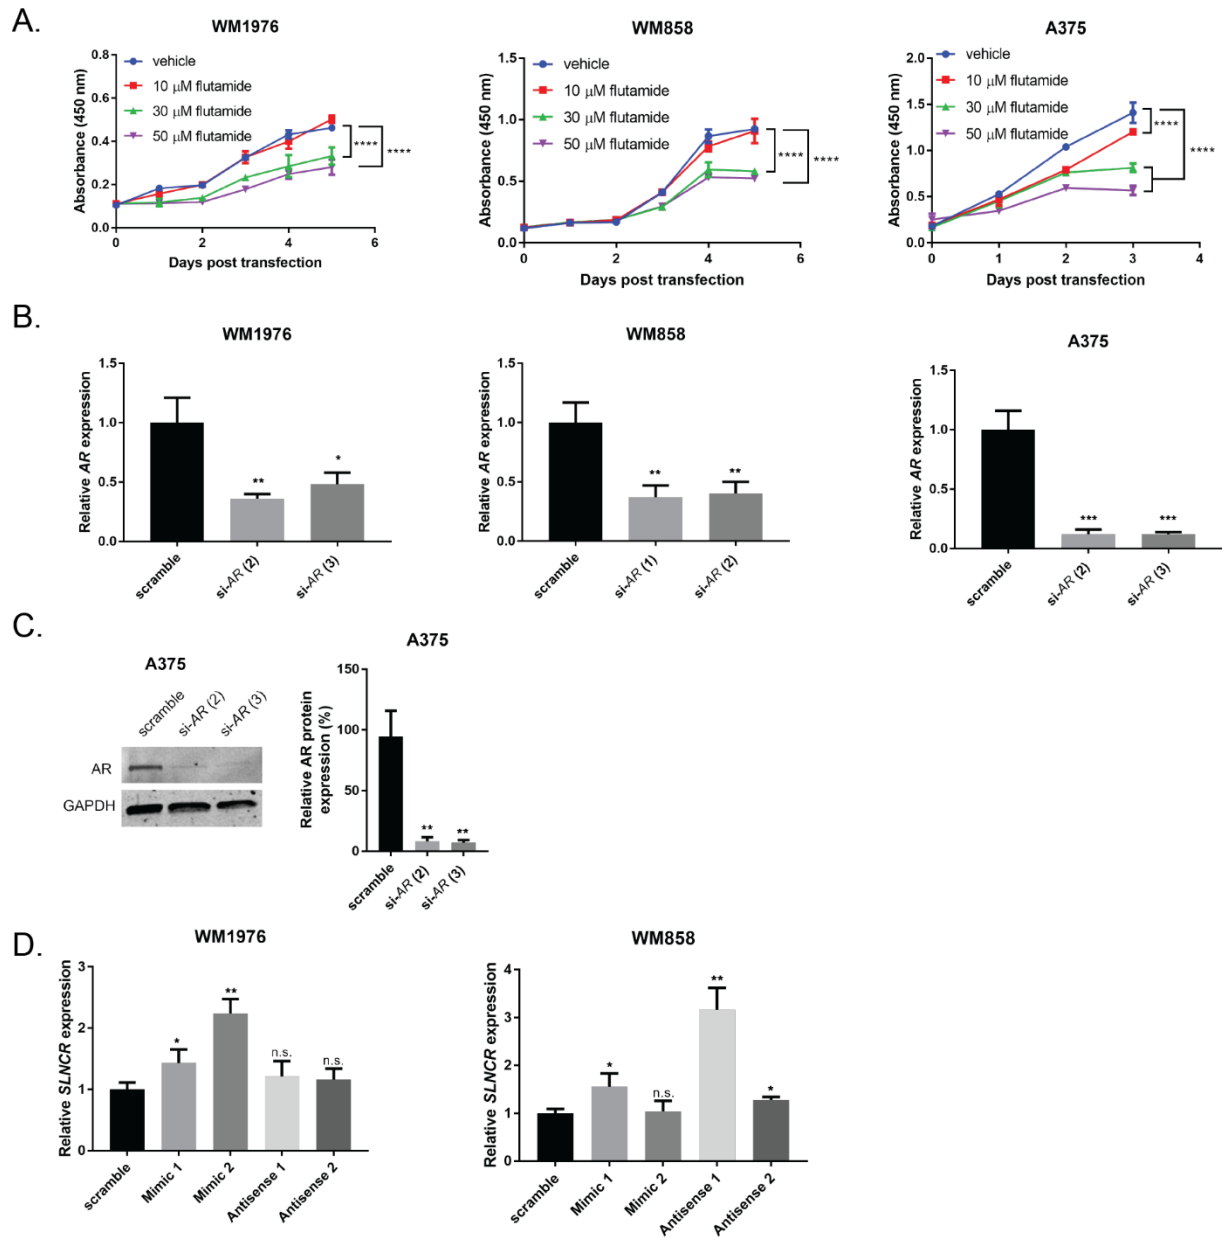 A.
WM1976
Absorbance (450 nm)
0.8
0.6
0.4
0.2
0.0
0
2
4
6
Days post transfection
vehicle
10 μM flutamide
30 μM flutamide
50 μM flutamide
****
****
WM858
Absorbance (450 nm)
1.5
1.0
0.5
0.0
0
2
4
6
Days post transfection
vehicle
10 μM flutamide
30 μM flutamide
50 μM flutamide
****
****
A375
Absorbance (450 nm)
2.0
1.5
1.0
0.5
0.0
0
1
2
3
4
Days post transfection
vehicle
10 μM flutamide
30 μM flutamide
50 μM flutamide
****
****
B.
WM1976
Relative AR expression
1.5
1.0
0.5
0.0
**
*
scramble
si-AR (2)
si-AR (3)
WM858
Relative AR expression
1.5
1.0
0.5
0.0
**
**
scramble
si-AR (1)
si-AR (2)
A375
Relative AR expression
1.5
1.0
0.5
0.0
***
***
scramble
si-AR (2)
si-AR (3)
C.
A375
scramble
si-AR (2)
si-AR (3)
AR
GAPDH
A375
Relative AR protein
expression (%)
150
100
50
0
**
**
scramble
si-AR (2)
si-AR (3)
D.
WM1976
Relative SLNCR expression
3
2
1
0
*
**
n.s.
n.s.
scramble
Mimic 1
Mimic 2
Antisense 1
Antisense 2
WM858
Relative SLNCR expression
4
3
2
1
0
*
n.s.
**
*
scramble
Mimic 1
Mimic 2
Antisense 1
Antisense 2